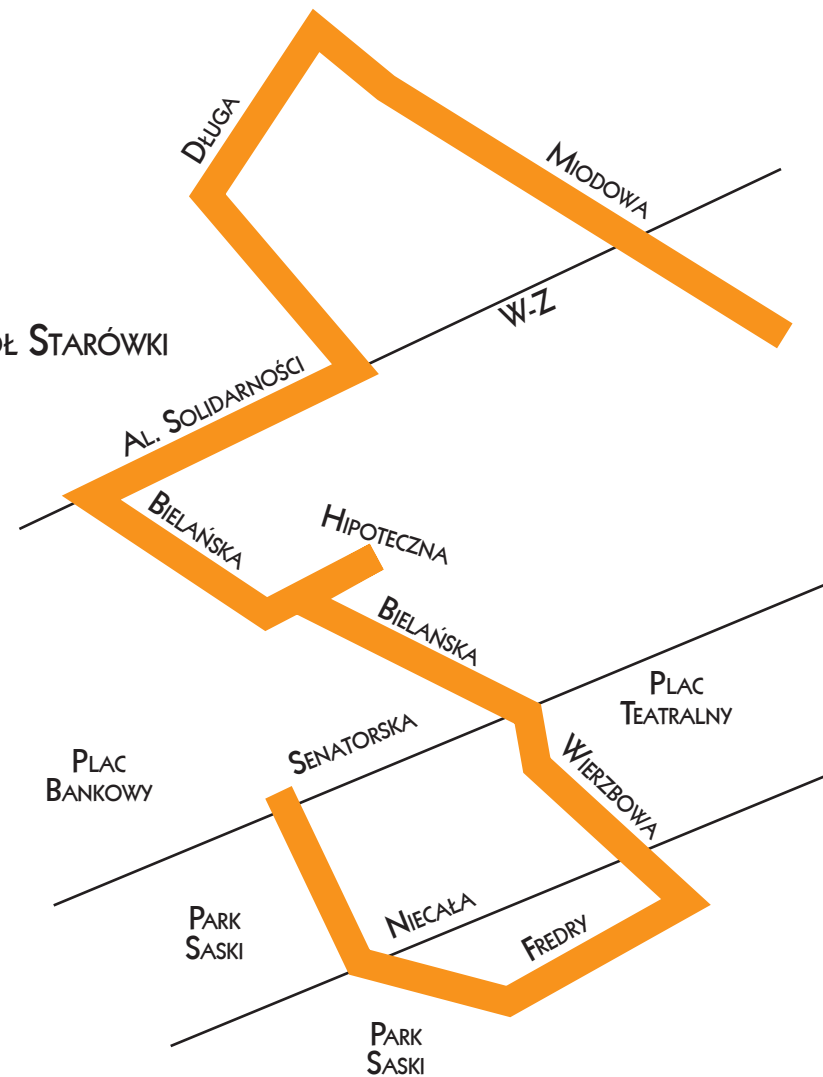 Długa
Miodowa
W-Z
ół Starówki
Al. Solidarności
Bielańska
Hipoteczna
Bielańska
Plac
Teatralny
Senatorska
Wierzbowa
Plac
Bankowy
Niecała
Fredry
Park
Saski
Park
Saski